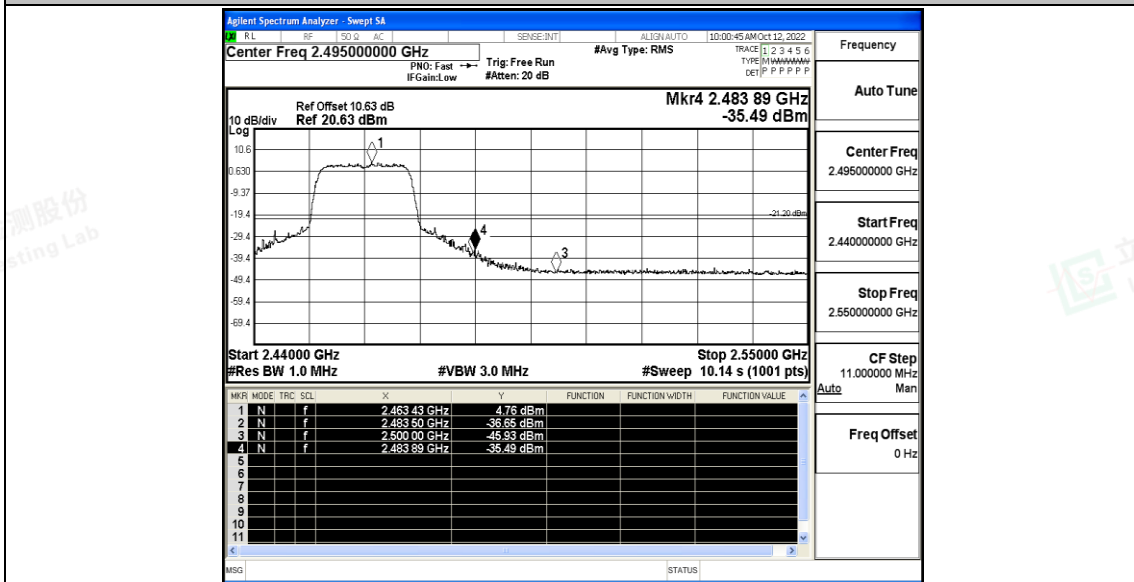 Agilent Spectrum Analyzer - Swept SA
RL RF 50 Ω AC SENSE:INT ALIGN AUTO 10:00:45 AM Oct 12, 2022
Center Freq 2.495000000 GHz
PNO: Fast
IFGain:Low
Trig: Free Run
#Atten: 20 dB
#Avg Type: RMS
TRACE 1 2 3 4 5 6
TYPE M
DET P P P P P P
Mkr4 2.483 89 GHz
-35.49 dBm
Ref Offset 10.63 dB
10 dB/div Ref 20.63 dBm
Log
10.6
0.630
-9.37
-19.4
-29.4
-39.4
-49.4
-59.4
-69.4
1
4
3
-21.20 dBm
Start 2.44000 GHz Stop 2.55000 GHz
#Res BW 1.0 MHz #VBW 3.0 MHz #Sweep 10.14 s (1001 pts)
MKR MODE TRC SCL X Y FUNCTION FUNCTION WIDTH FUNCTION VALUE
1 N f 2.463 43 GHz 4.76 dBm
2 N f 2.483 50 GHz -36.65 dBm
3 N f 2.500 00 GHz -45.93 dBm
4 N f 2.483 89 GHz -35.49 dBm
5
6
7
8
9
10
11
MSG STATUS
Frequency
Auto Tune
Center Freq
2.495000000 GHz
Start Freq
2.440000000 GHz
Stop Freq
2.550000000 GHz
CF Step
11.000000 MHz
Auto Man
Freq Offset
0 Hz
测股份
sting Lab
立